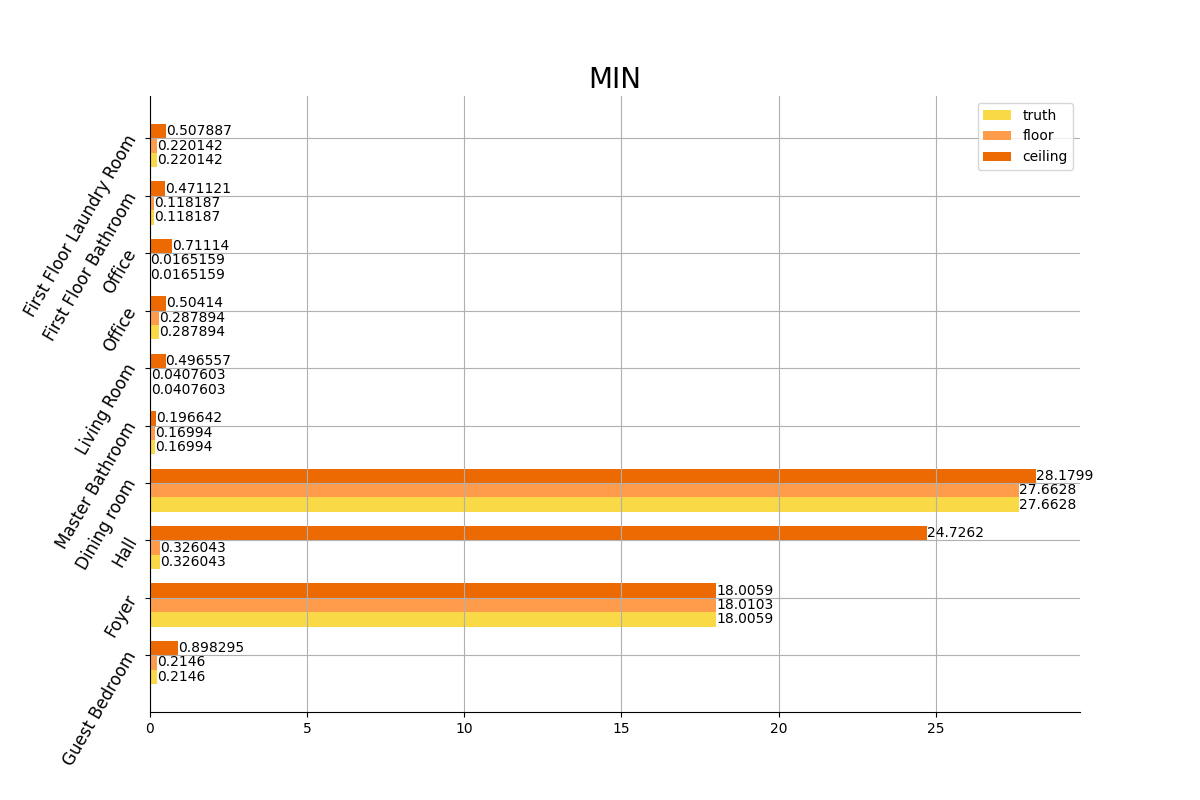 MIN
truth
floor
ceiling
First Floor Laundry Room
0.507887
0.220142
0.220142
First Floor Bathroom
0.471121
0.118187
0.118187
Office
0.71114
0.0165159
0.0165159
Office
0.50414
0.287894
0.287894
Living Room
0.496557
0.0407603
0.0407603
Master Bathroom
0.196642
0.16994
0.16994
Dining room
28.1799
27.6628
27.6628
Hall
24.7262
0.326043
0.326043
Foyer
18.0059
18.0103
18.0059
Guest Bedroom
0.898295
0.2146
0.2146
0 5 10 15 20 25